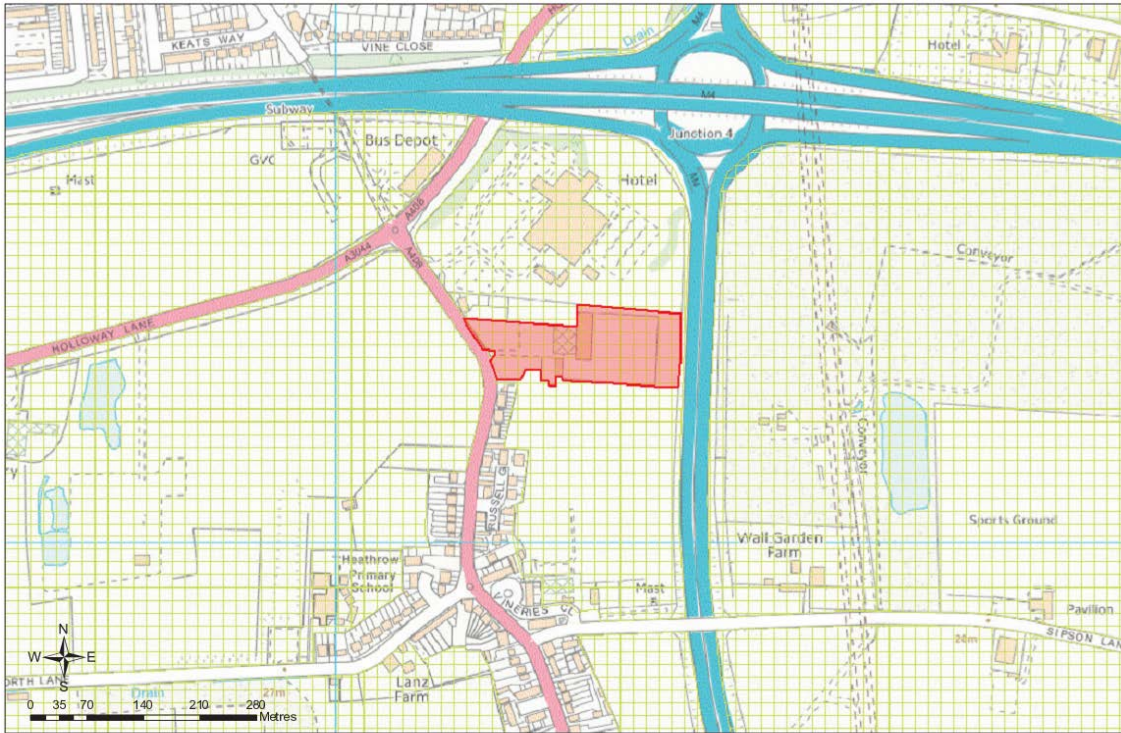 KEATS WAY
VINE CLOSE
Drain
M4
Hotel
M4
Subway
Junction 4
Bus Depot
GVC
Mast
Hotel
M4
A408
A3044
A408
Conveyor
HOLLOWAY LANE
Conveyor
RUSSELL G
Sports Ground
Wall Garden
Farm
Heathrow
Primary
School
Mast
VINERIES CL
Pavilion
SIPSON LANE
N
W E
S
ORTH LANE
Lanz
Farm
Drain
27m
0 35 70 140 210 280
Metres